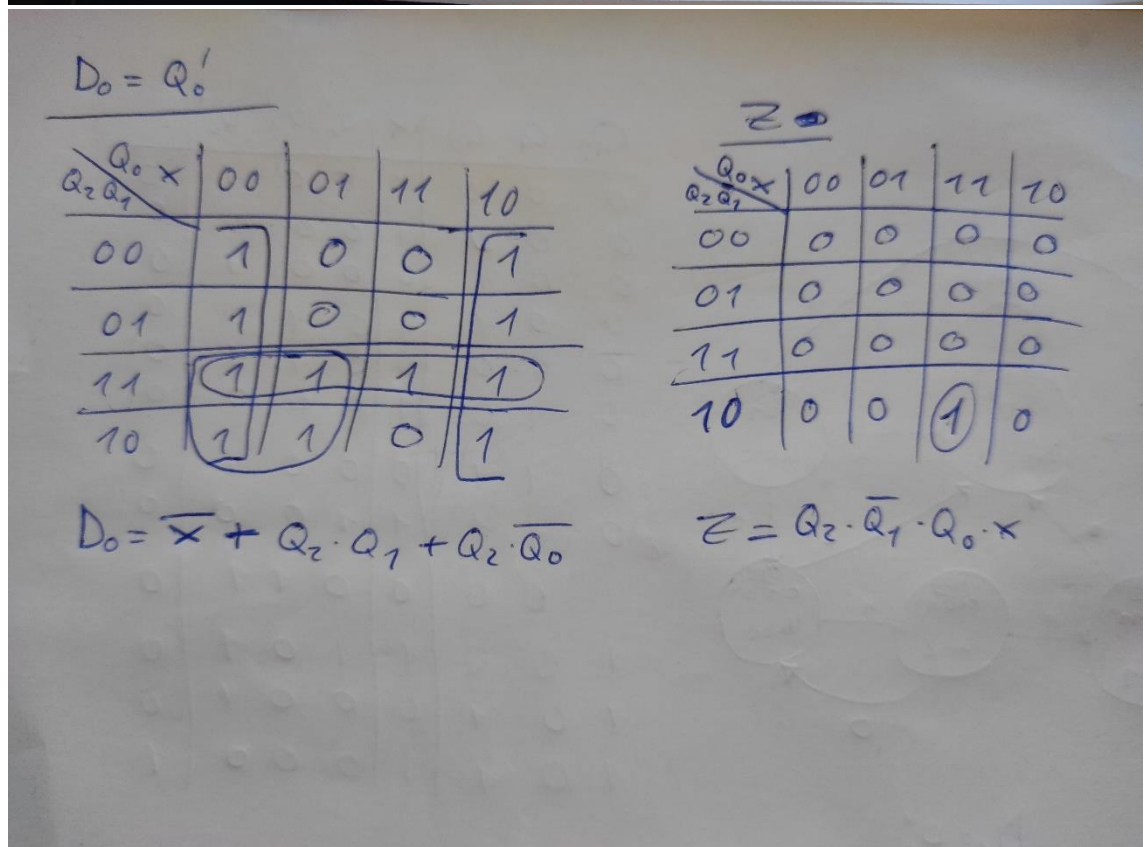 D₀ = Q₀'
Q₀ x
Q₂ Q₁
00 01 11 10
00 1 0 0 1
01 1 0 0 1
11 1 1 1 1
10 1 1 0 1
D₀ = x̅ + Q₂ · Q₁ + Q₂ · Q̅₀
Z
Q₀ x
Q₂ Q₁
00 01 11 10
00 0 0 0 0
01 0 0 0 0
11 0 0 0 0
10 0 0 1 0
Z = Q₂ · Q̅₁ · Q₀ · x